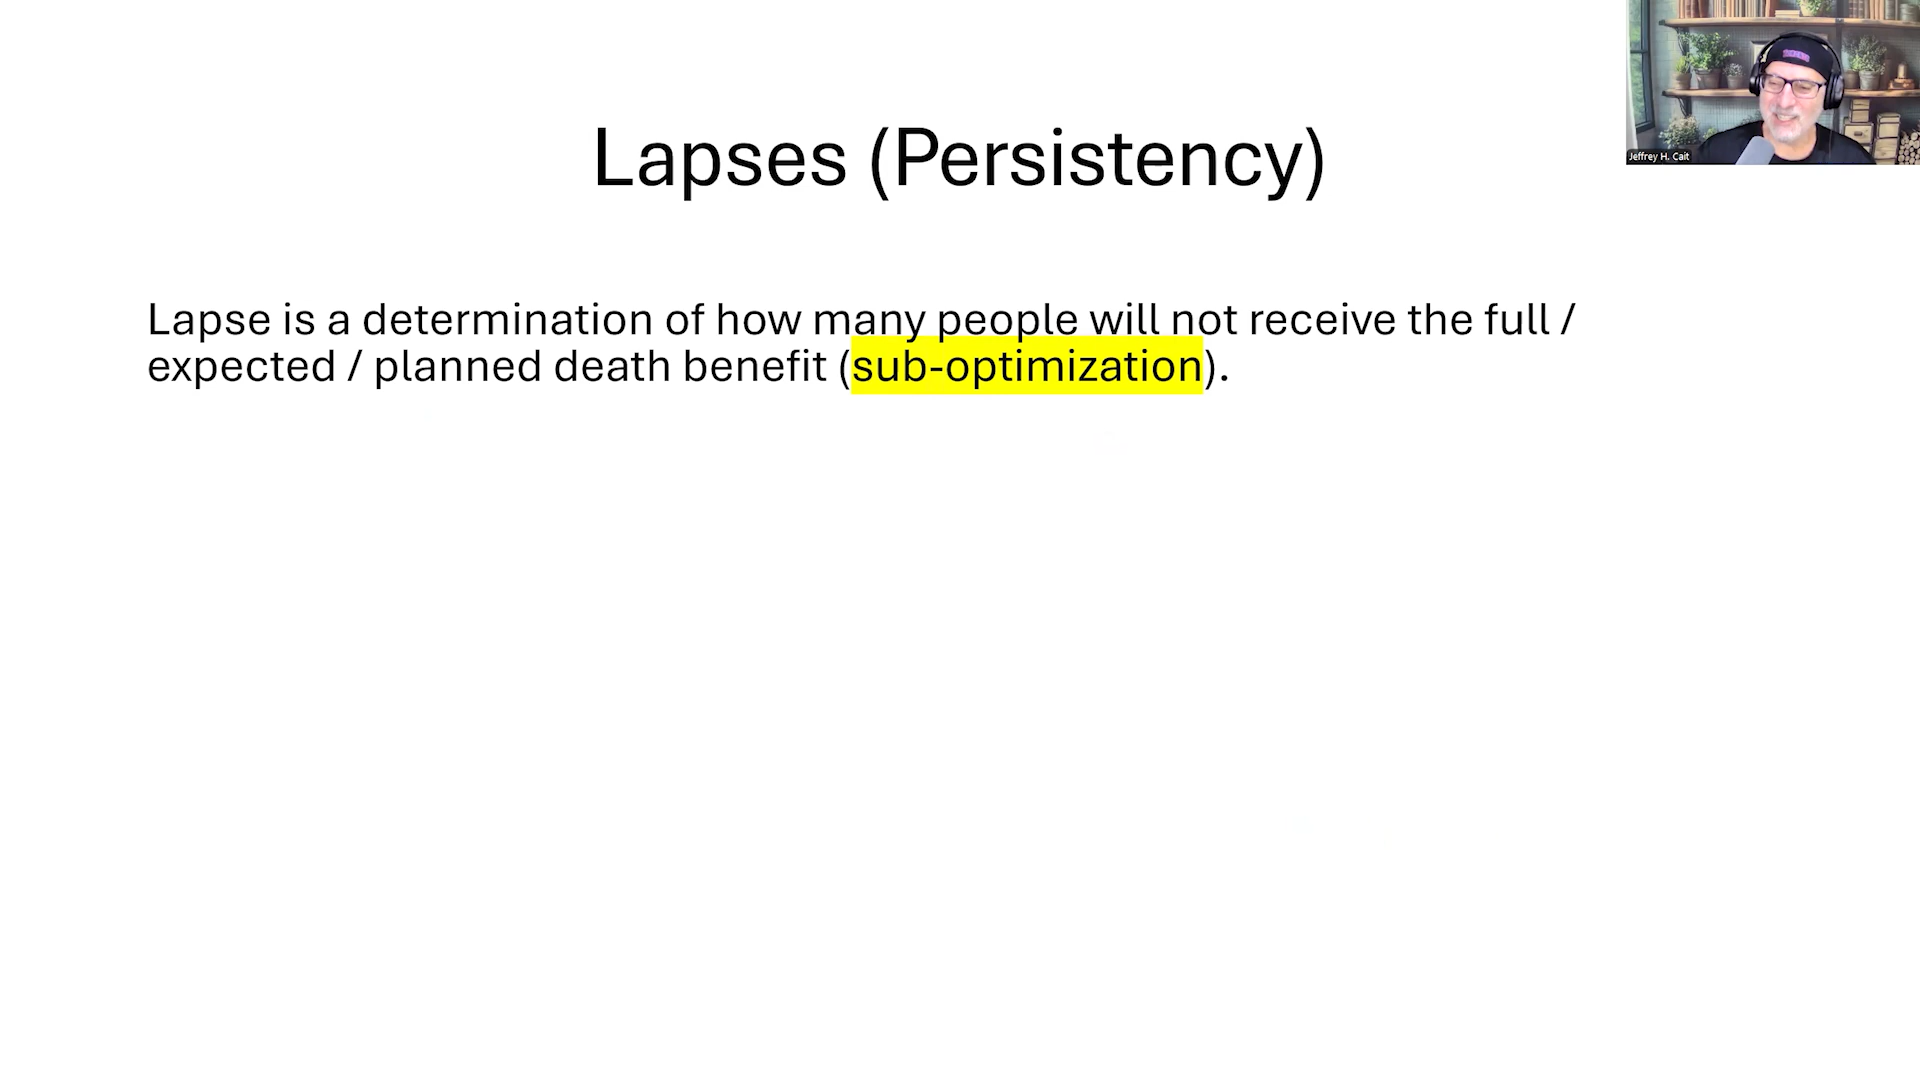 Lapses (Persistency)
Jeffrey H. Cait
Lapse is a determination of how many people will not receive the full /
expected / planned death benefit (sub-optimization).